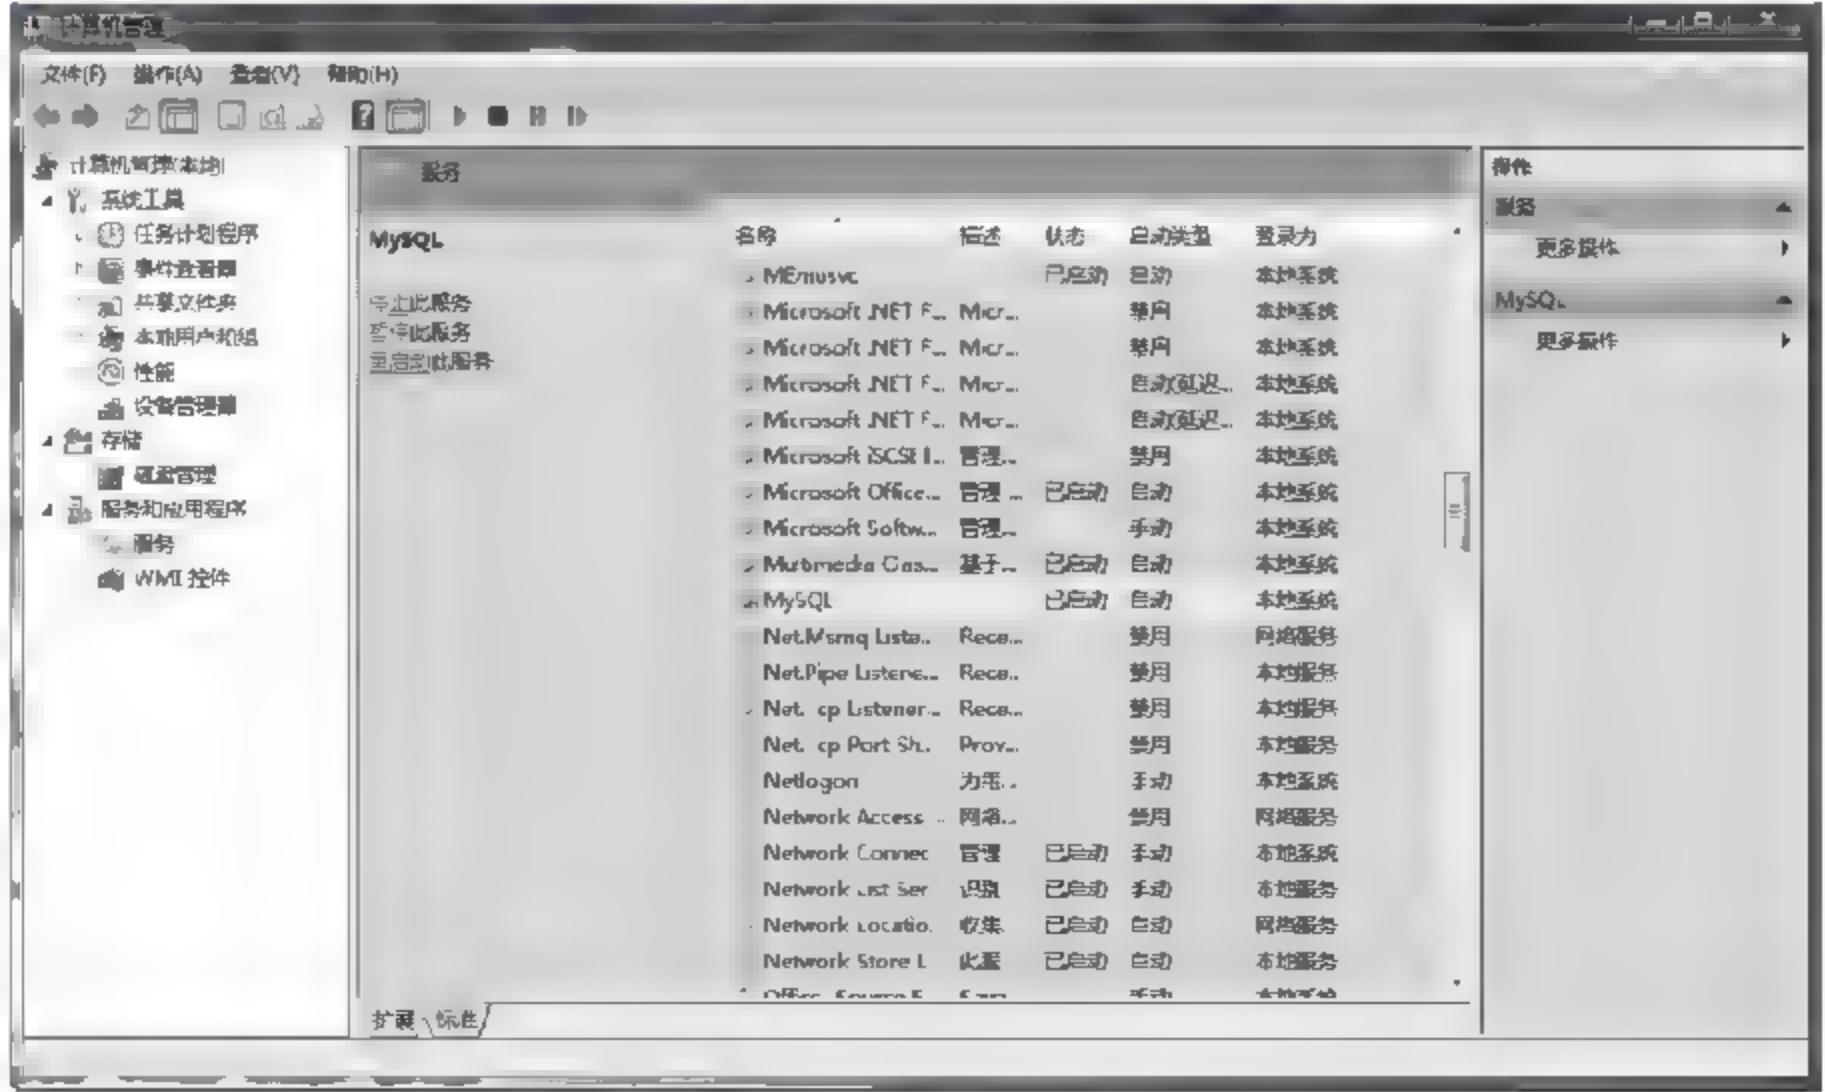 计算机管理
文件(F) 操作(A) 查看(V) 帮助(H)
计算机管理(本地)
系统工具
任务计划程序
事件查看器
共享文件夹
本地用户和组
性能
设备管理器
存储
磁盘管理
服务和应用程序
服务
WMI 控件
服务
MySQL
停止此服务
暂停此服务
重启动此服务
名称 描述 状态 启动类型 登录为
MEmusvc 已启动 自动 本地系统
Microsoft .NET F... Micr... 禁用 本地系统
Microsoft .NET F... Micr... 禁用 本地系统
Microsoft .NET F... Micr... 自动(延迟... 本地系统
Microsoft .NET F... Micr... 自动(延迟... 本地系统
Microsoft iSCSI I... 管理... 禁用 本地系统
Microsoft Office... 管理 ... 已启动 自动 本地系统
Microsoft Softw... 管理... 手动 本地系统
Multimedia Clas... 基于... 已启动 自动 本地系统
MySQL 已启动 自动 本地系统
Net.Msmq Liste... Rece... 禁用 网络服务
Net.Pipe Listene... Rece... 禁用 本地服务
Net.Tcp Listener... Rece... 禁用 本地服务
Net.Tcp Port Sh... Prov... 禁用 本地服务
Netlogon 为用... 手动 本地系统
Network Access ... 网络... 禁用 网络服务
Network Connec 管理 已启动 手动 本地系统
Network List Ser 识别 已启动 手动 本地服务
Network Locatio. 收集. 已启动 自动 网络服务
Network Store I 此服 已启动 自动 本地服务
手动 本地系统
扩展 标准
操作
服务
更多操作
MySQL
更多操作